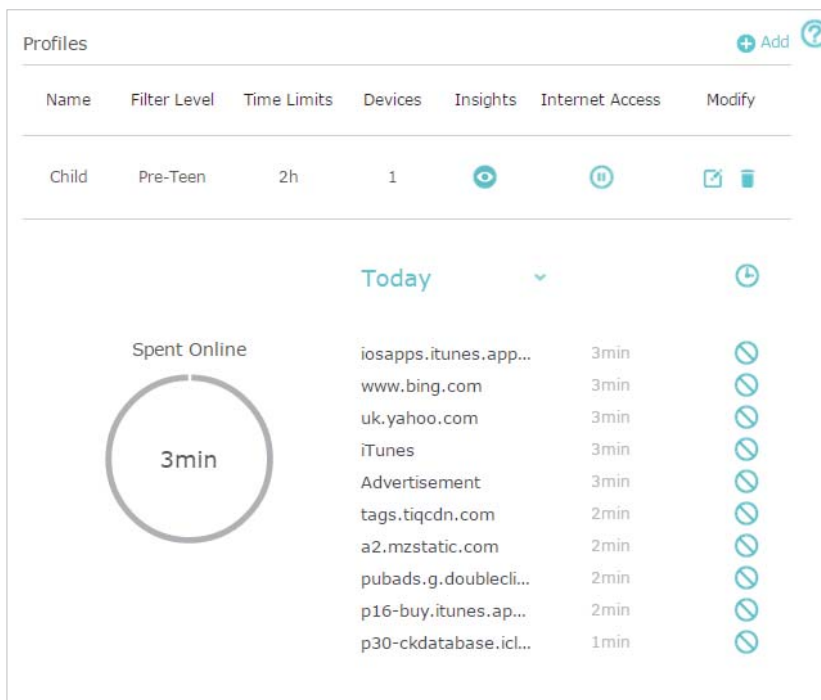 Profiles Add ?
Name Filter Level Time Limits Devices Insights Internet Access Modify
Child Pre-Teen 2h 1
Today
Spent Online
3min
iosapps.itunes.app... 3min
www.bing.com 3min
uk.yahoo.com 3min
iTunes 3min
Advertisement 3min
tags.tiqcdn.com 2min
a2.mzstatic.com 2min
pubads.g.doublecli... 2min
p16-buy.itunes.ap... 2min
p30-ckdatabase.icl... 1min